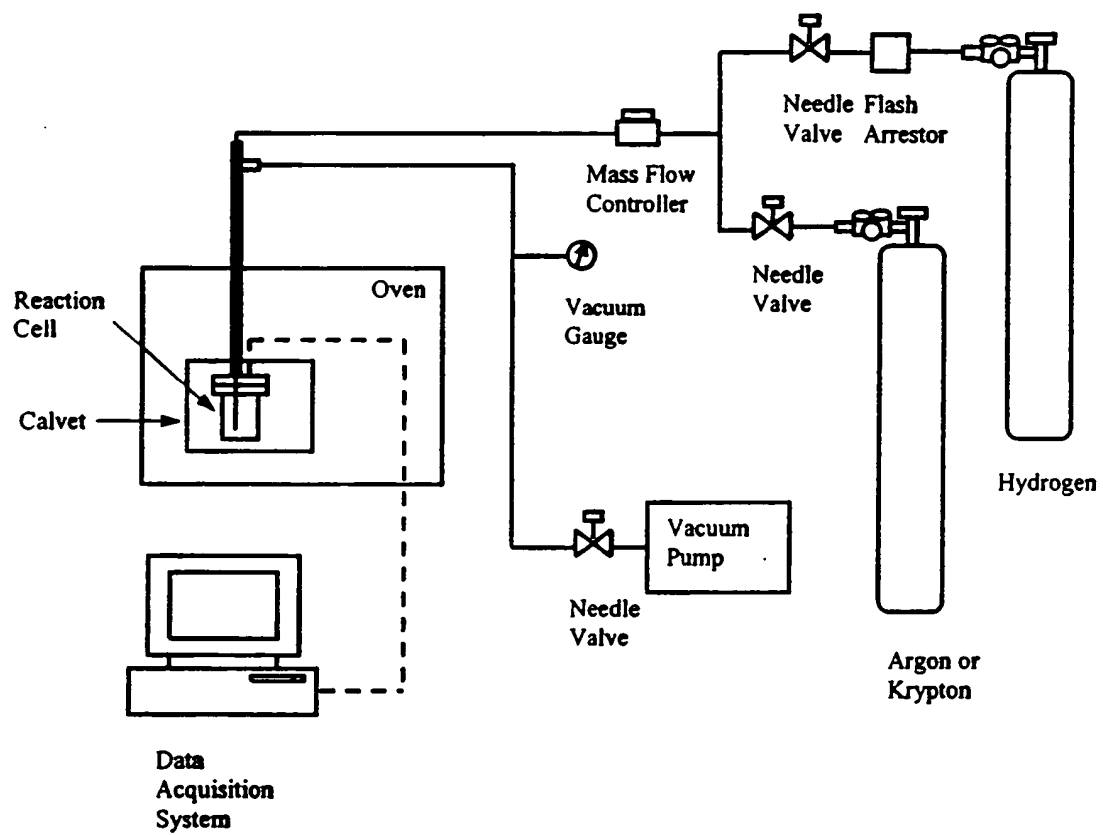 Needle Flash
Valve Arrestor
Mass Flow
Controller
Needle
Valve
Oven
Reaction
Cell
Vacuum
Gauge
Calvet
Hydrogen
Vacuum
Pump
Needle
Valve
Argon or
Krypton
Data
Acquisition
System